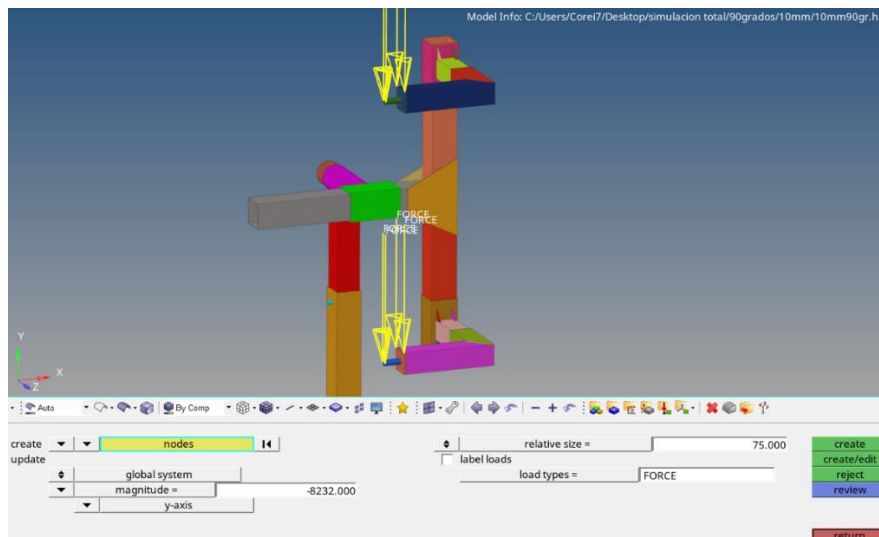 Model Info: C:/Users/Corei7/Desktop/simulacion total/90grados/10mm/10mm90gr.h
FORCE
FORCE
Y
X
Z
Auto
By Comp
create
nodes
relative size =
75.000
create
update
label loads
create/edit
global system
load types =
FORCE
reject
magnitude =
-8232.000
review
y-axis
return